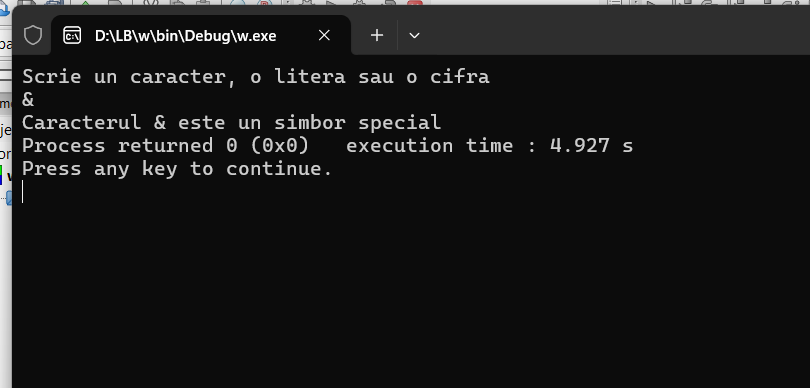 D:\LB\w\bin\Debug\w.exe
Scrie un caracter, o litera sau o cifra
&
Caracterul & este un simbor special
Process returned 0 (0x0)   execution time : 4.927 s
Press any key to continue.